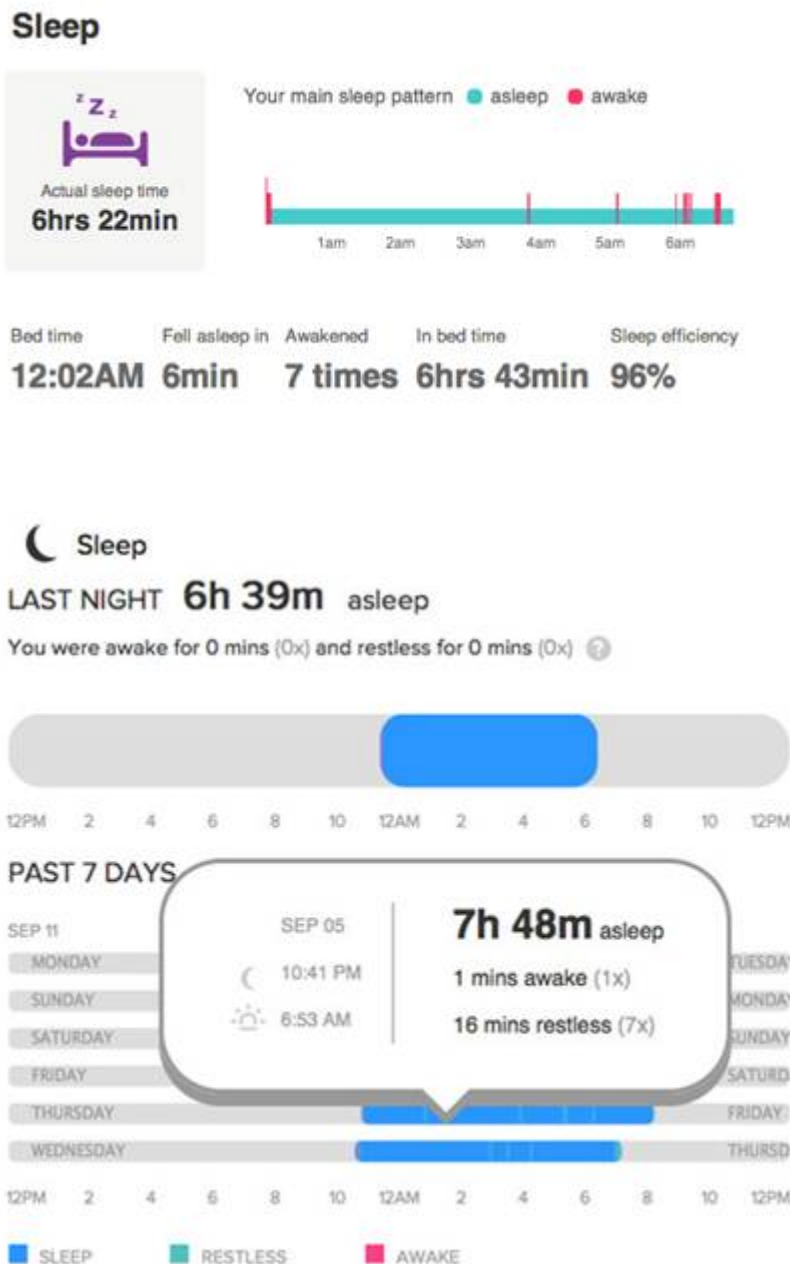 Sleep
z Z z
Your main sleep pattern asleep awake
Actual sleep time
6hrs 22min
1am 2am 3am 4am 5am 6am
Bed time Fell asleep in Awakened In bed time Sleep efficiency
12:02AM 6min 7 times 6hrs 43min 96%
Sleep
LAST NIGHT 6h 39m asleep
You were awake for 0 mins (0x) and restless for 0 mins (0x) ?
12PM 2 4 6 8 10 12AM 2 4 6 8 10 12PM
PAST 7 DAYS
SEP 11
SEP 05
10:41 PM
6:53 AM
7h 48m asleep
1 mins awake (1x)
16 mins restless (7x)
MONDAY TUESDA
SUNDAY MONDA
SATURDAY SUNDAY
FRIDAY SATURD
THURSDAY FRIDAY
WEDNESDAY THURSD
12PM 2 4 6 8 10 12AM 2 4 6 8 10 12PM
SLEEP RESTLESS AWAKE